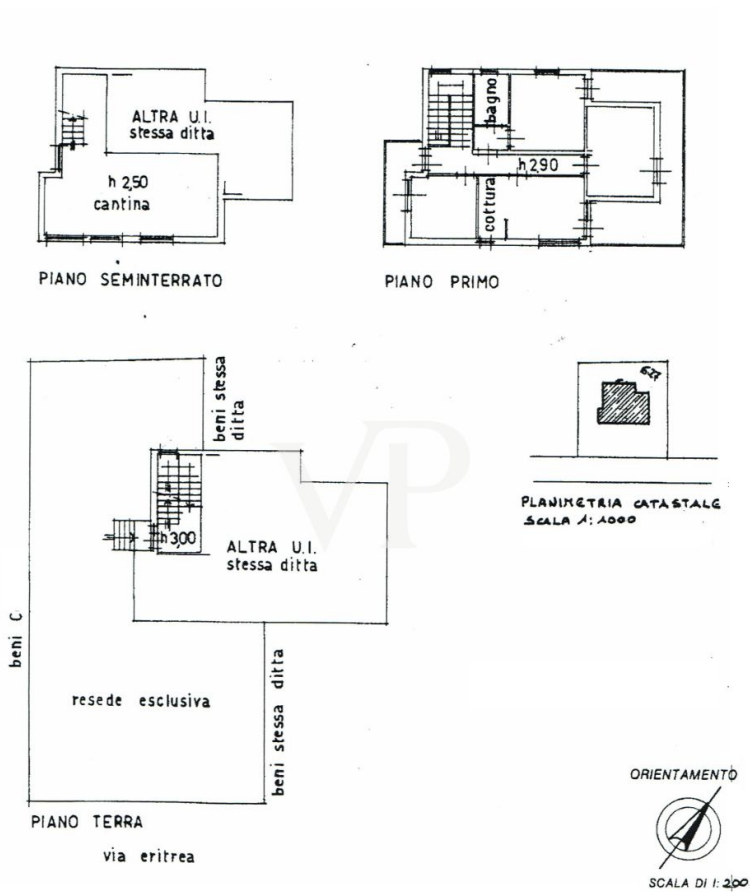 ALTRA U.I.
stessa ditta
h 2,50
cantina
PIANO SEMINTERRATO
bagno
h 2,90
cottura
PIANO PRIMO
beni stessa
ditta
h 3,00
ALTRA U.I.
stessa ditta
beni C
resede esclusiva
beni stessa ditta
PIANO TERRA
via eritrea
627
PLANIMETRIA CATASTALE
SCALA 1:1000
VP
ORIENTAMENTO
SCALA DI 1:200